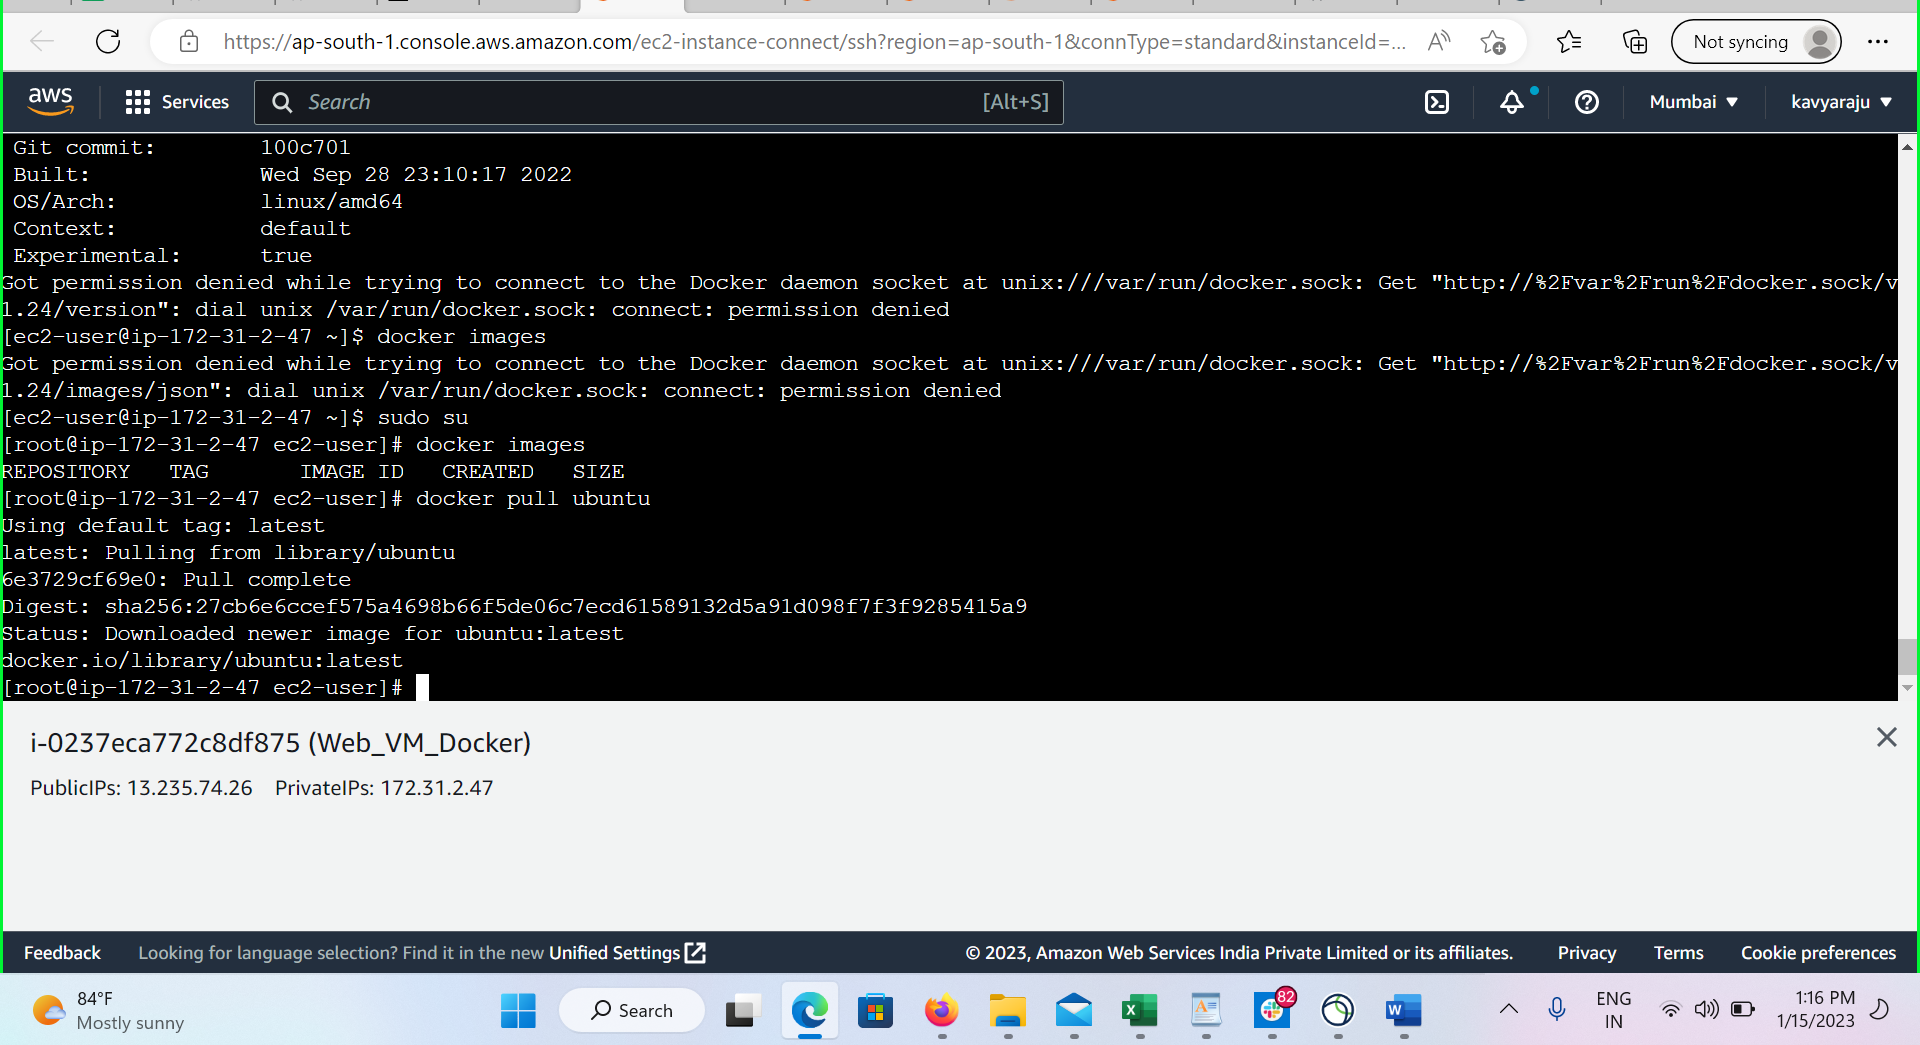 https://ap-south-1.console.aws.amazon.com/ec2-instance-connect/ssh?region=ap-south-1&connType=standard&instanceId=...
Not syncing
aws
Services
Search
[Alt+S]
Mumbai
kavyaraju
Git commit: 100c701
Built: Wed Sep 28 23:10:17 2022
OS/Arch: linux/amd64
Context: default
Experimental: true
Got permission denied while trying to connect to the Docker daemon socket at unix:///var/run/docker.sock: Get "http://%2Fvar%2Frun%2Fdocker.sock/v
1.24/version": dial unix /var/run/docker.sock: connect: permission denied
[ec2-user@ip-172-31-2-47 ~]$ docker images
Got permission denied while trying to connect to the Docker daemon socket at unix:///var/run/docker.sock: Get "http://%2Fvar%2Frun%2Fdocker.sock/v
1.24/images/json": dial unix /var/run/docker.sock: connect: permission denied
[ec2-user@ip-172-31-2-47 ~]$ sudo su
[root@ip-172-31-2-47 ec2-user]# docker images
REPOSITORY TAG IMAGE ID CREATED SIZE
[root@ip-172-31-2-47 ec2-user]# docker pull ubuntu
Using default tag: latest
latest: Pulling from library/ubuntu
6e3729cf69e0: Pull complete
Digest: sha256:27cb6e6ccef575a4698b66f5de06c7ecd61589132d5a91d098f7f3f9285415a9
Status: Downloaded newer image for ubuntu:latest
docker.io/library/ubuntu:latest
[root@ip-172-31-2-47 ec2-user]#
i-0237eca772c8df875 (Web_VM_Docker)
PublicIPs: 13.235.74.26 PrivateIPs: 172.31.2.47
Feedback
Looking for language selection? Find it in the new Unified Settings
© 2023, Amazon Web Services India Private Limited or its affiliates.
Privacy
Terms
Cookie preferences
84°F
Mostly sunny
Search
82
ENG
IN
1:16 PM
1/15/2023